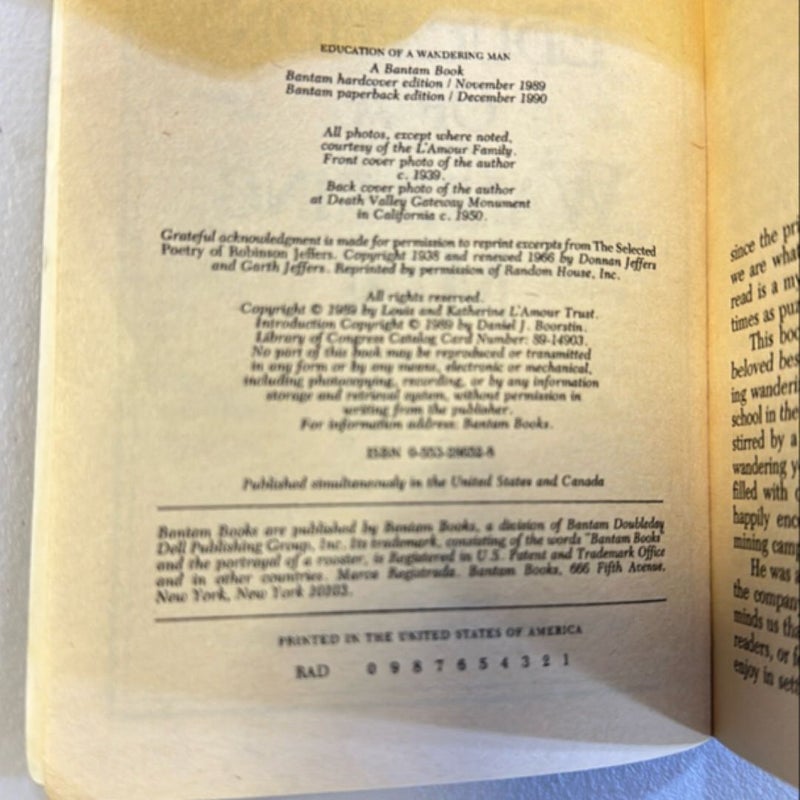 EDUCATION OF A WANDERING MAN
A Bantam Book
Bantam hardcover edition / November 1989
Bantam paperback edition / December 1990
All photos, except where noted,
courtesy of the L'Amour Family.
Front cover photo of the author
c. 1939.
Back cover photo of the author
at Death Valley Gateway Monument
in California c. 1950.
Grateful acknowledgment is made for permission to reprint excerpts from The Selected
Poetry of Robinson Jeffers. Copyright 1938 and renewed 1966 by Donnan Jeffers
and Garth Jeffers. Reprinted by permission of Random House, Inc.
All rights reserved.
Copyright © 1989 by Louis and Katherine L'Amour Trust.
Introduction Copyright © 1989 by Daniel J. Boorstin.
Library of Congress Catalog Card Number: 89-14903.
No part of this book may be reproduced or transmitted
in any form or by any means, electronic or mechanical,
including photocopying, recording, or by any information
storage and retrieval system, without permission in
writing from the publisher.
For information address: Bantam Books.
ISBN 0-553-28652-8
Published simultaneously in the United States and Canada
Bantam Books are published by Bantam Books, a division of Bantam Doubleday
Dell Publishing Group, Inc. Its trademark, consisting of the words "Bantam Books"
and the portrayal of a rooster, is Registered in U.S. Patent and Trademark Office
and in other countries. Marca Registrada. Bantam Books, 666 Fifth Avenue,
New York, New York 10103.
PRINTED IN THE UNITED STATES OF AMERICA
RAD 0 9 8 7 6 5 4 3 2 1
since the pri
we are what
read is a my
times as puz
This boo
beloved bes
ing wanderi
school in the
stirred by a
wandering y
filled with
happily enc
mining camp
He was a
the compan
minds us tha
readers, or
enjoy in sett